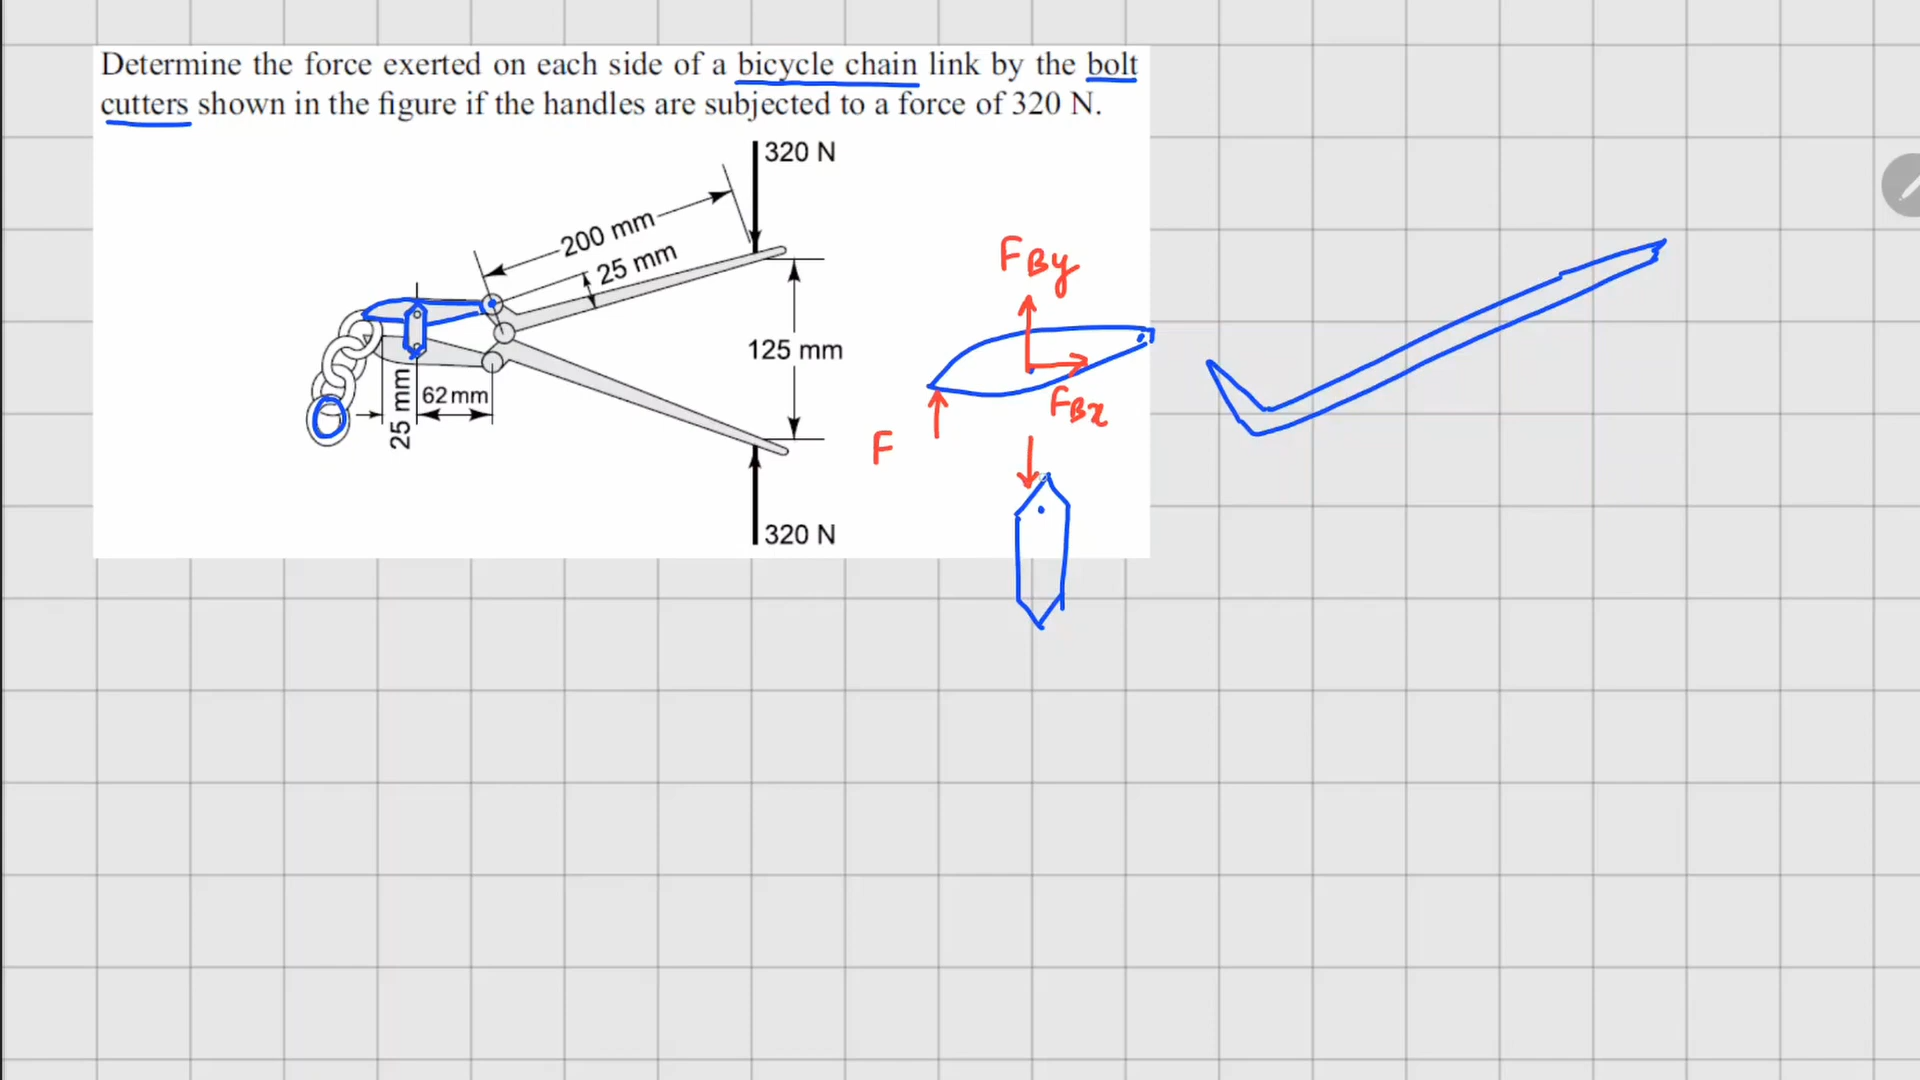 Determine the force exerted on each side of a bicycle chain link by the bolt
cutters shown in the figure if the handles are subjected to a force of 320 N.
320 N
200 mm
25 mm
125 mm
62 mm
25 mm
320 N
FBy
FBx
F